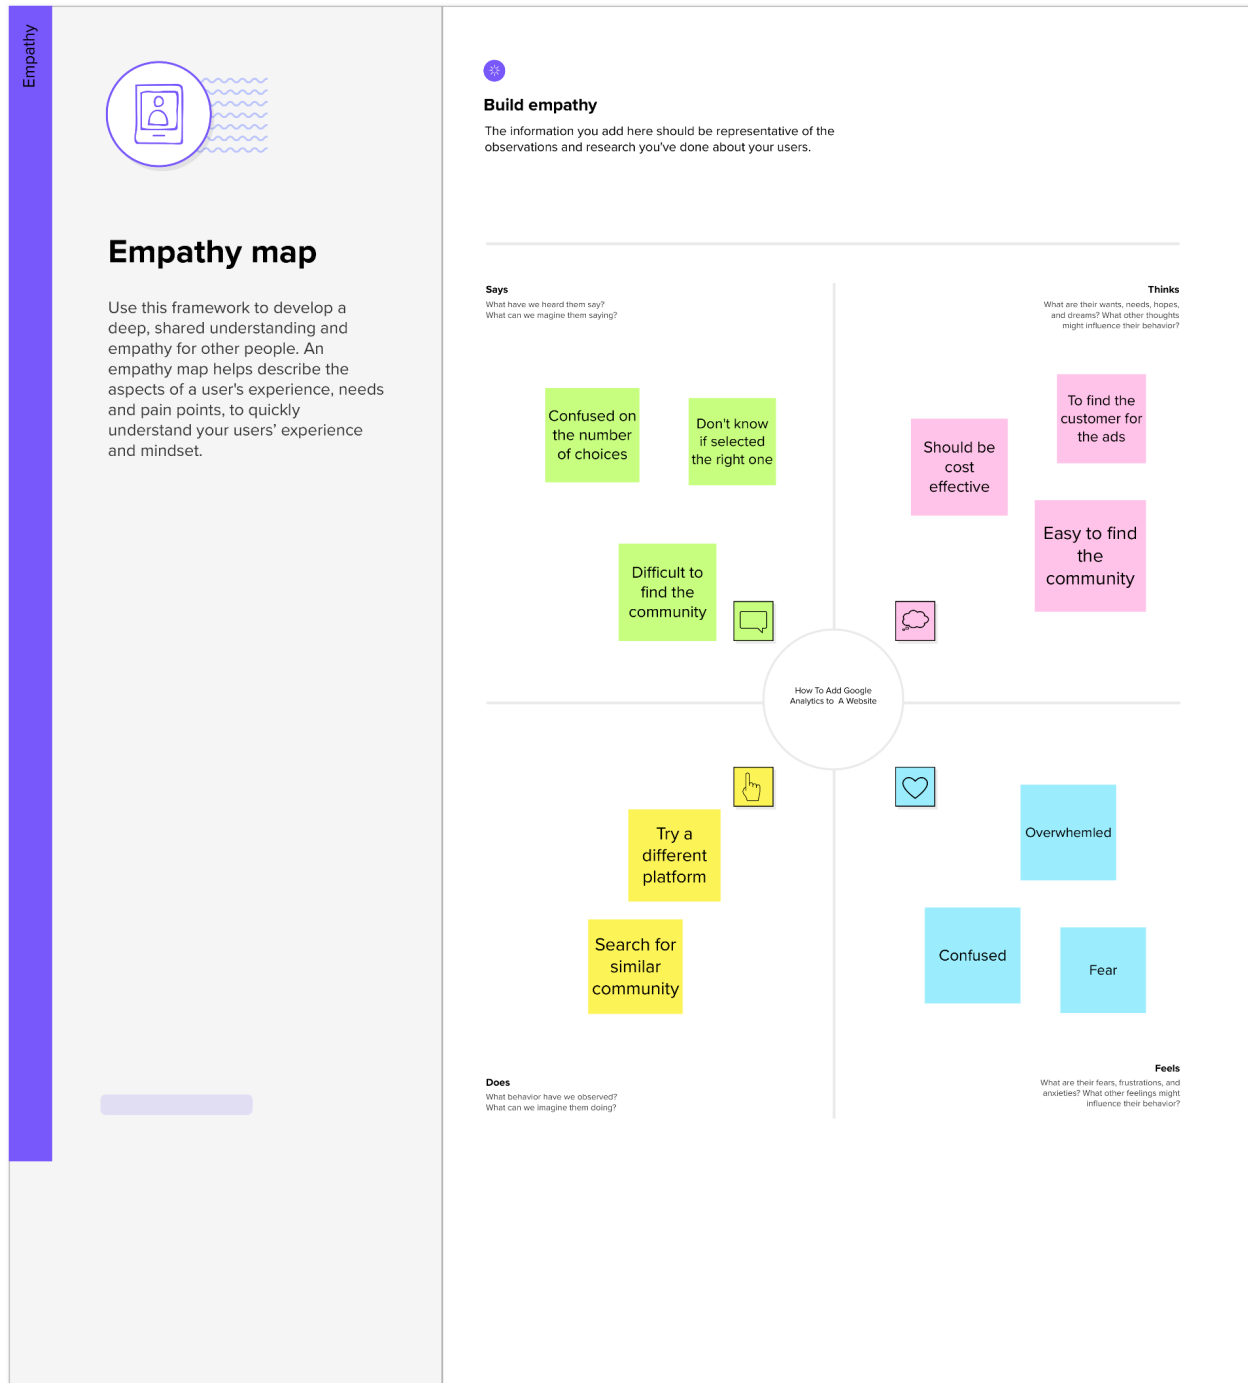 Empathy
Empathy map
Use this framework to develop a
deep, shared understanding and
empathy for other people. An
empathy map helps describe the
aspects of a user's experience, needs
and pain points, to quickly
understand your users’ experience
and mindset.
Build empathy
The information you add here should be representative of the
observations and research you've done about your users.
Says
What have we heard them say?
What can we magine them saying?
Thinks
What are their wants, needs, hopes,
and dreams? What other thoughts
might influence their behavior?
Confused on
the number
of choices
Don't know
if selected
the right one
Difficult to
find the
community
Should be
cost
effective
To find the
customer for
the ads
Easy to find
the
community
How To Add Google
Analytics to A Website
Try a
different
platform
Search for
similar
community
Overwhemled
Confused
Fear
Does
What behavior have we observed?
What can we imagine them doing?
Feels
What are their fears, frustrations, and
anxieties? What other feelings might
influence their behavior?